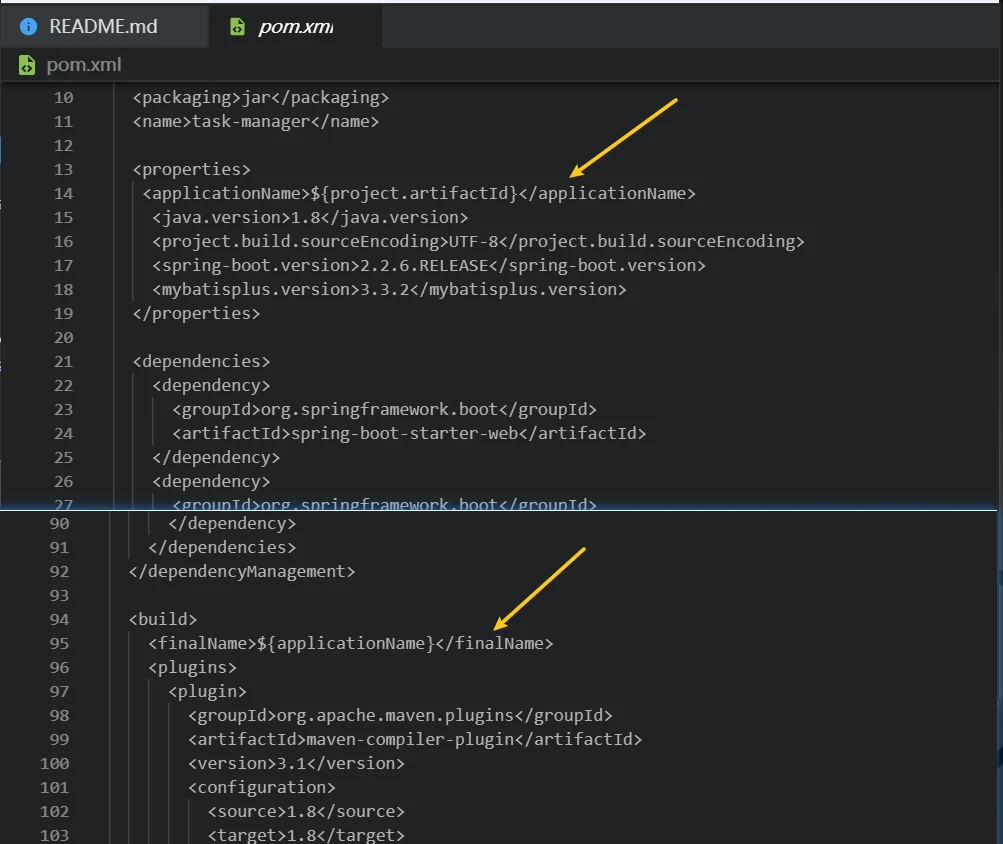 README.md pom.xml
pom.xml
10 <packaging>jar</packaging>
11 <name>task-manager</name>
12
13 <properties>
14 <applicationName>${project.artifactId}</applicationName>
15 <java.version>1.8</java.version>
16 <project.build.sourceEncoding>UTF-8</project.build.sourceEncoding>
17 <spring-boot.version>2.2.6.RELEASE</spring-boot.version>
18 <mybatisplus.version>3.3.2</mybatisplus.version>
19 </properties>
20
21 <dependencies>
22 <dependency>
23 <groupId>org.springframework.boot</groupId>
24 <artifactId>spring-boot-starter-web</artifactId>
25 </dependency>
26 <dependency>
27 <groupId>org.springframework.boot</groupId>
90 </dependency>
91 </dependencies>
92 </dependencyManagement>
93
94 <build>
95 <finalName>${applicationName}</finalName>
96 <plugins>
97 <plugin>
98 <groupId>org.apache.maven.plugins</groupId>
99 <artifactId>maven-compiler-plugin</artifactId>
100 <version>3.1</version>
101 <configuration>
102 <source>1.8</source>
103 <target>1.8</target>